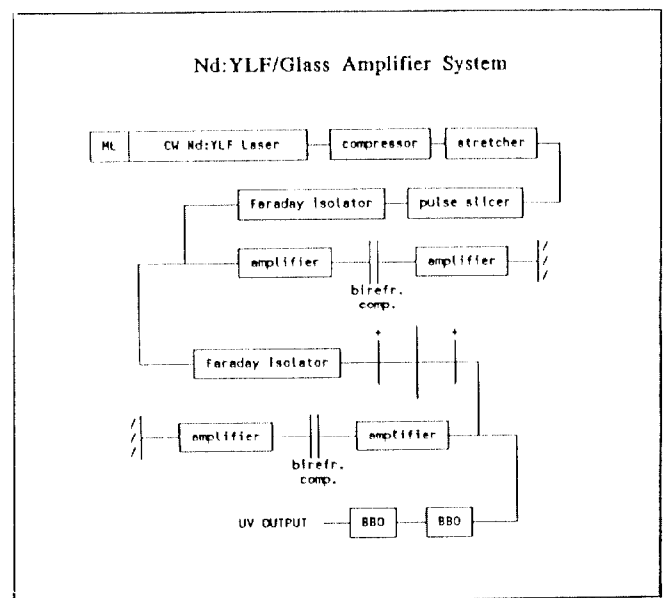 Nd:YLF/Glass Amplifier System
ML CW Nd:YLF Laser compressor stretcher
Faraday Isolator pulse slicer
amplifier amplifier
birefr.
comp.
+ +
Faraday Isolator
amplifier amplifier
birefr.
comp.
UV OUTPUT BBO BBO